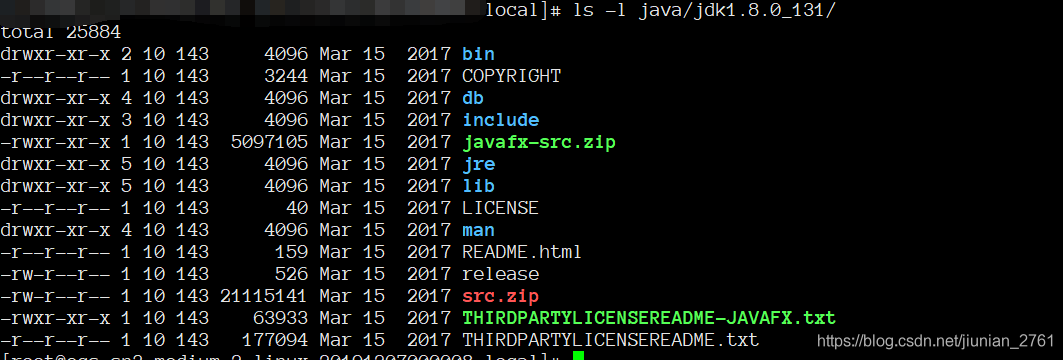 local]# ls -l java/jdk1.8.0_131/
total 25884
drwxr-xr-x 2 10 143     4096 Mar 15  2017 bin
-r--r--r-- 1 10 143     3244 Mar 15  2017 COPYRIGHT
drwxr-xr-x 4 10 143     4096 Mar 15  2017 db
drwxr-xr-x 3 10 143     4096 Mar 15  2017 include
-rwxr-xr-x 1 10 143  5097105 Mar 15  2017 javafx-src.zip
drwxr-xr-x 5 10 143     4096 Mar 15  2017 jre
drwxr-xr-x 5 10 143     4096 Mar 15  2017 lib
-r--r--r-- 1 10 143       40 Mar 15  2017 LICENSE
drwxr-xr-x 4 10 143     4096 Mar 15  2017 man
-r--r--r-- 1 10 143      159 Mar 15  2017 README.html
-rw-r--r-- 1 10 143      526 Mar 15  2017 release
-rw-r--r-- 1 10 143 21115141 Mar 15  2017 src.zip
-rwxr-xr-x 1 10 143    63933 Mar 15  2017 THIRDPARTYLICENSEREADME-JAVAFX.txt
-r--r--r-- 1 10 143   177094 Mar 15  2017 THIRDPARTYLICENSEREADME.txt
https://blog.csdn.net/jiunian_2761
local]#